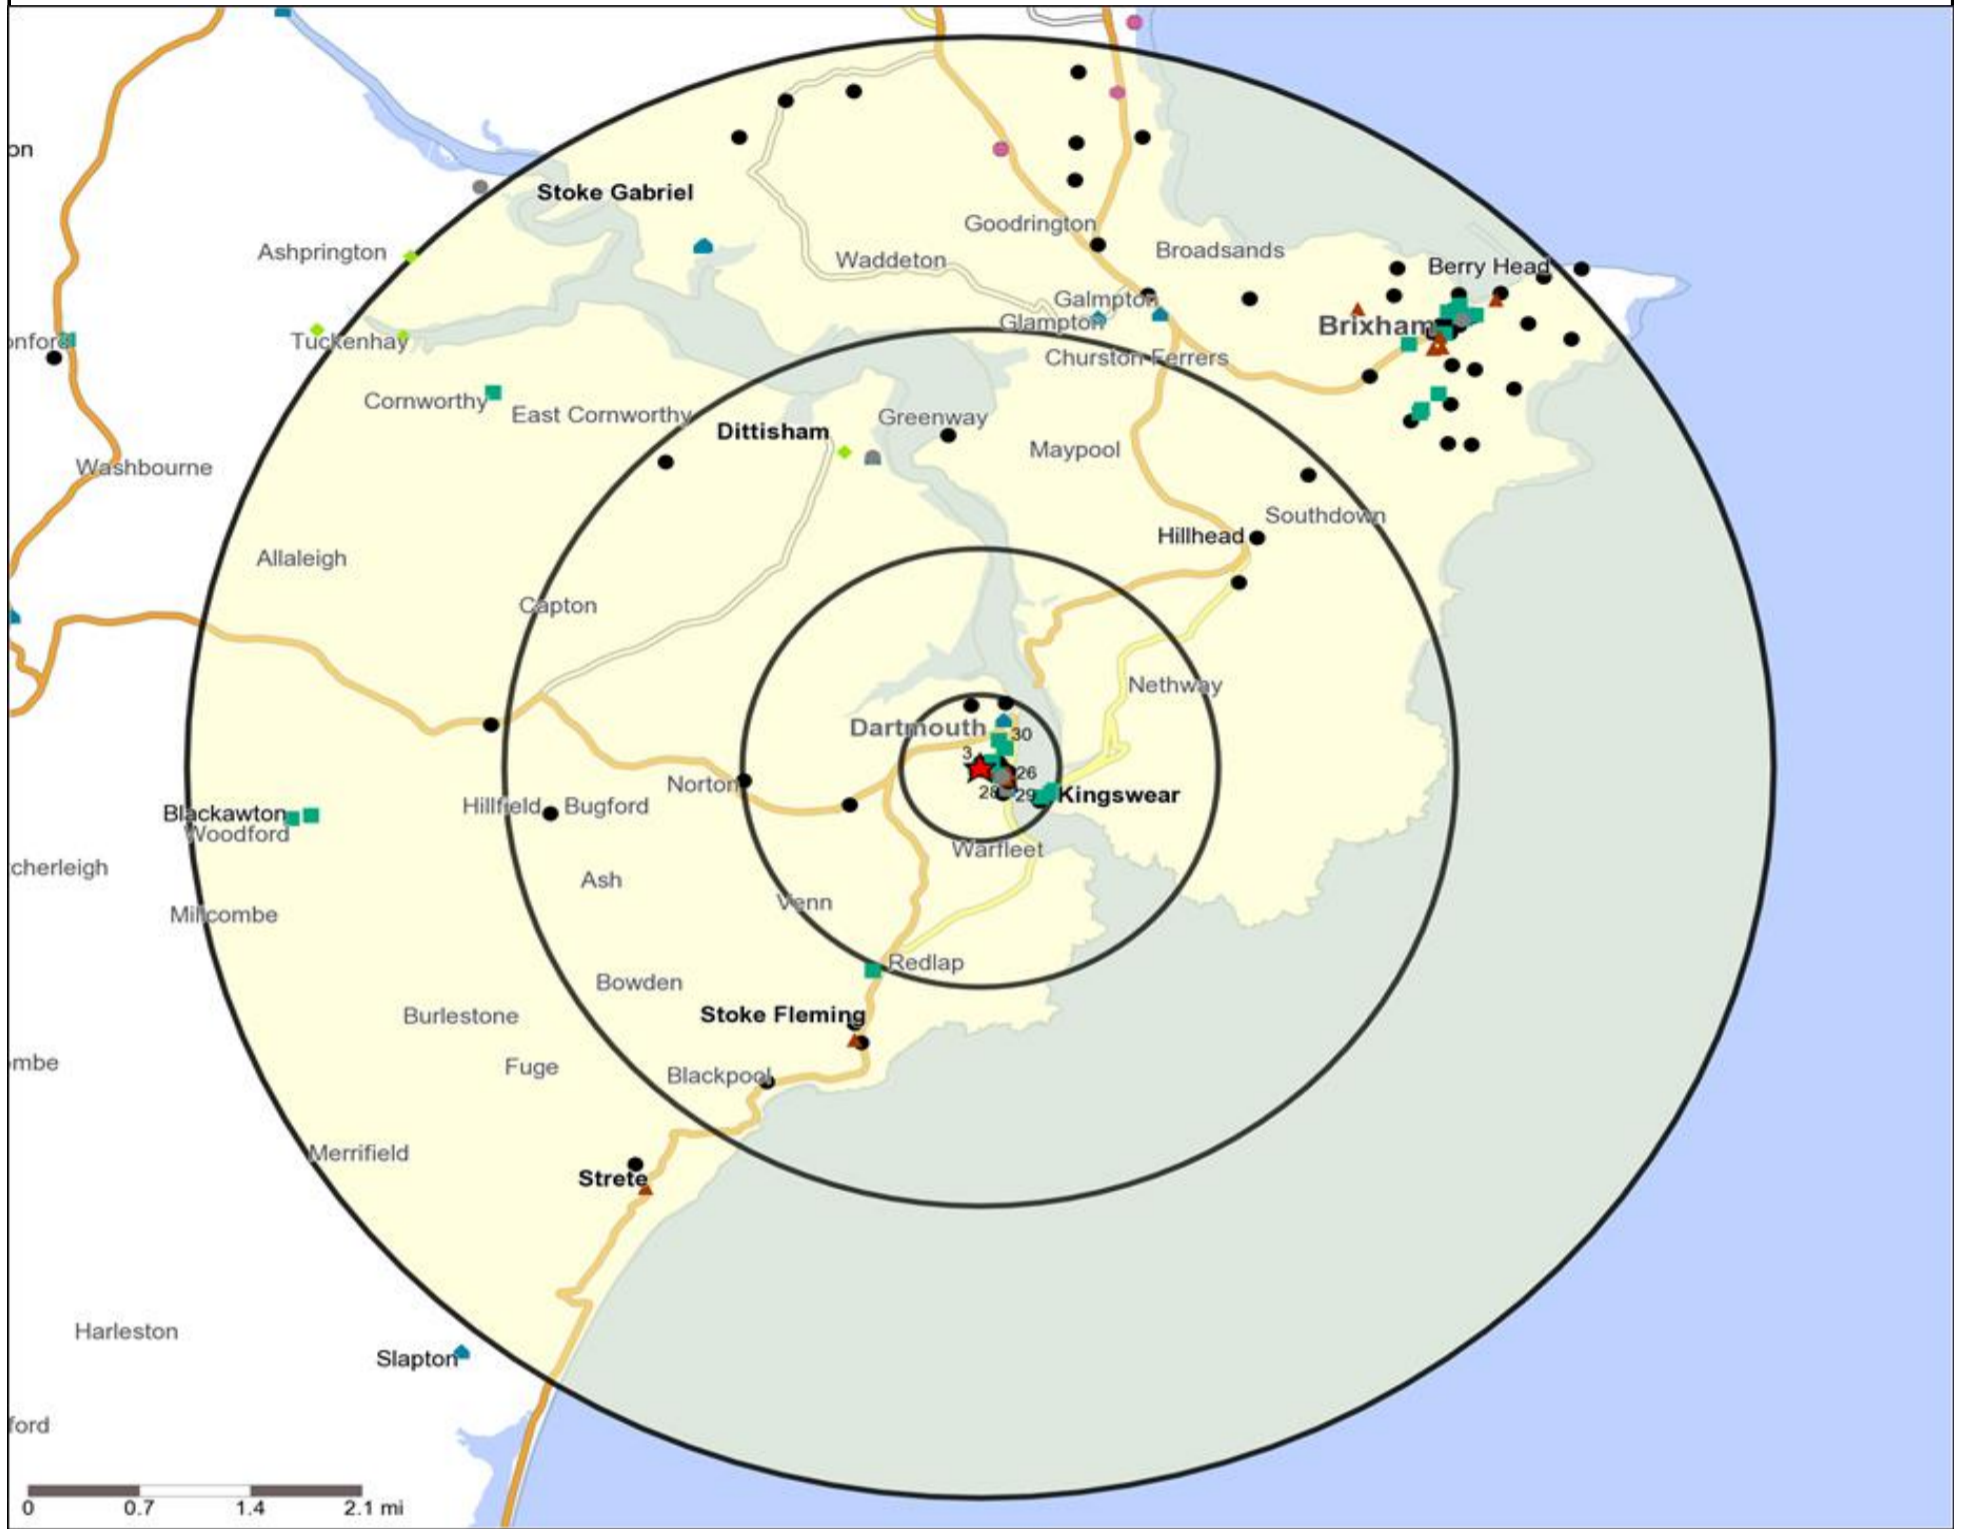 on
Stoke Gabriel
Goodrington
Ashprington
Waddeton
Broadsands
Berry Head
Galmpton
Glampton
Brixham
onford
Tuckenhay
Churston Ferrers
Cornworthy
East Cornworthy
Dittisham
Greenway
Maypool
Washbourne
Southdown
Hillhead
Allaleigh
Capton
Nethway
Dartmouth
30
3
26
28
29
Kingswear
Norton
Hillfield
Bugford
Blackawton
Woodford
Warfleet
cherleigh
Ash
Venn
Millcombe
Redlap
Bowden
Stoke Fleming
Burlestone
ombe
Fuge
Blackpool
Merrifield
Strete
Harleston
Slapton
ford
0 0.7 1.4 2.1 mi